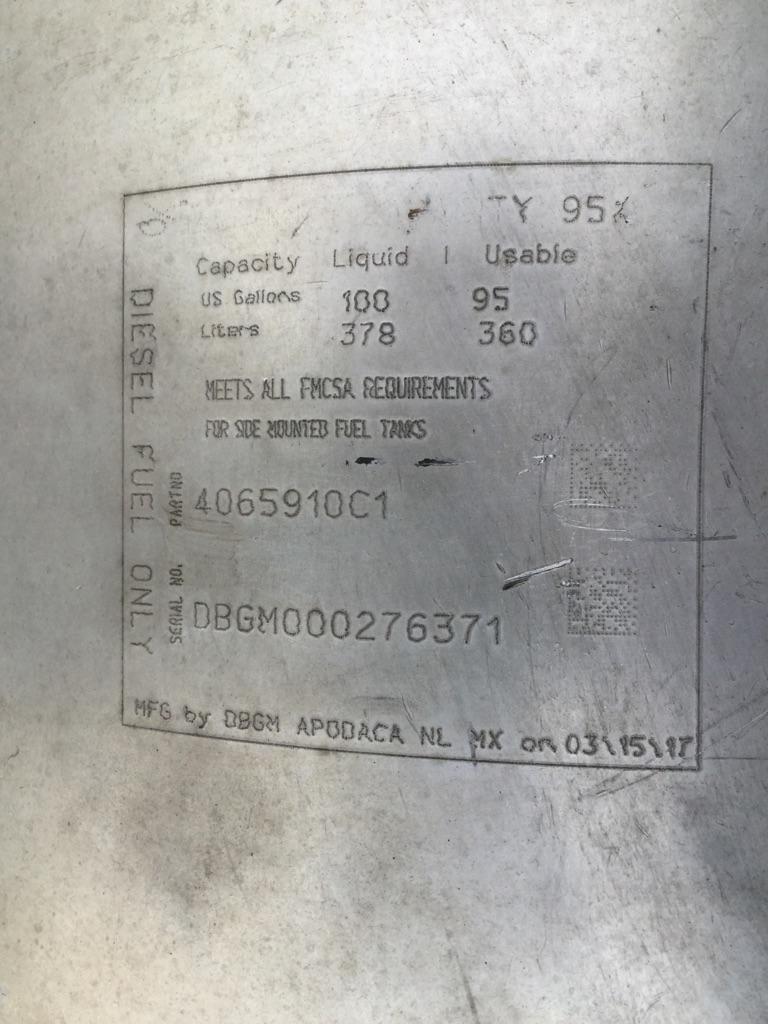 TY 95%
Capacity Liquid | Usable
US Gallons 100 95
Liters 378 360
MEETS ALL FMCSA REQUIREMENTS
FOR SIDE MOUNTED FUEL TANKS
PARTNO 4065910C1
SERIAL NO. DBGM000276371
DIESEL FUEL ONLY
MFG by DBGM APODACA NL MX on 03\15\17